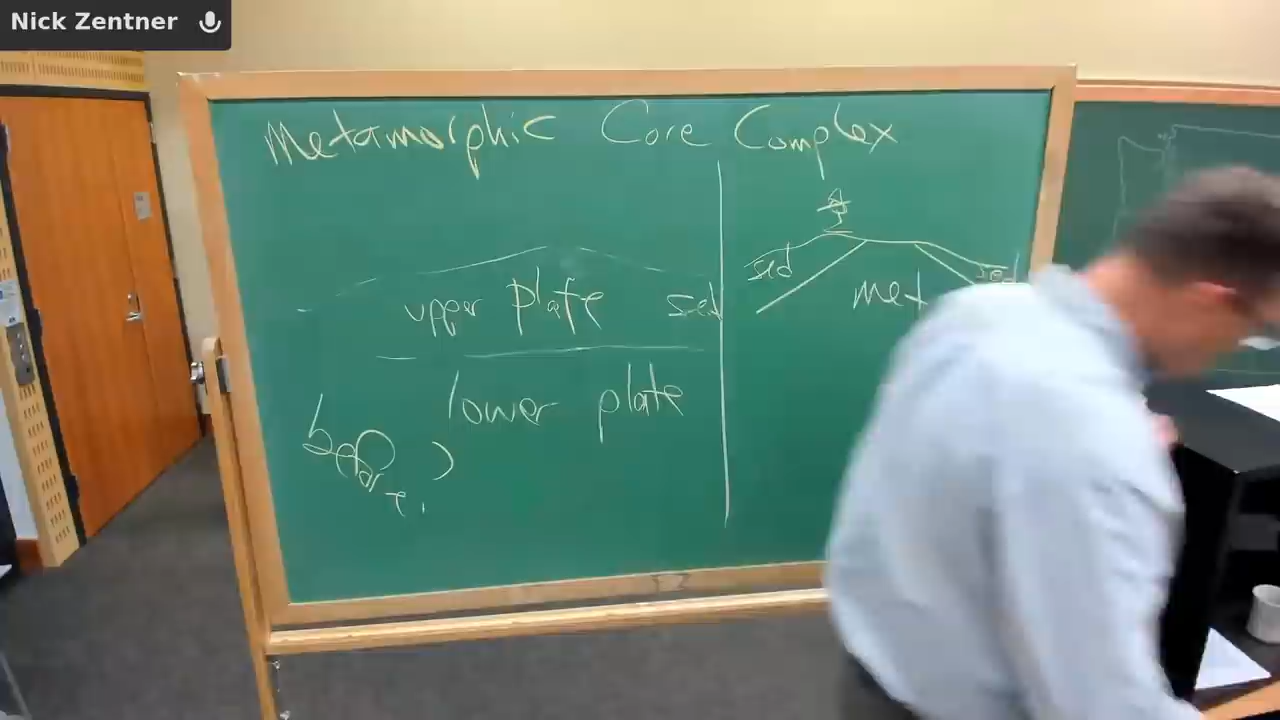 Nick Zentner
Metamorphic Core Complex
upper plate sed
lower plate
before
sed
sed
met